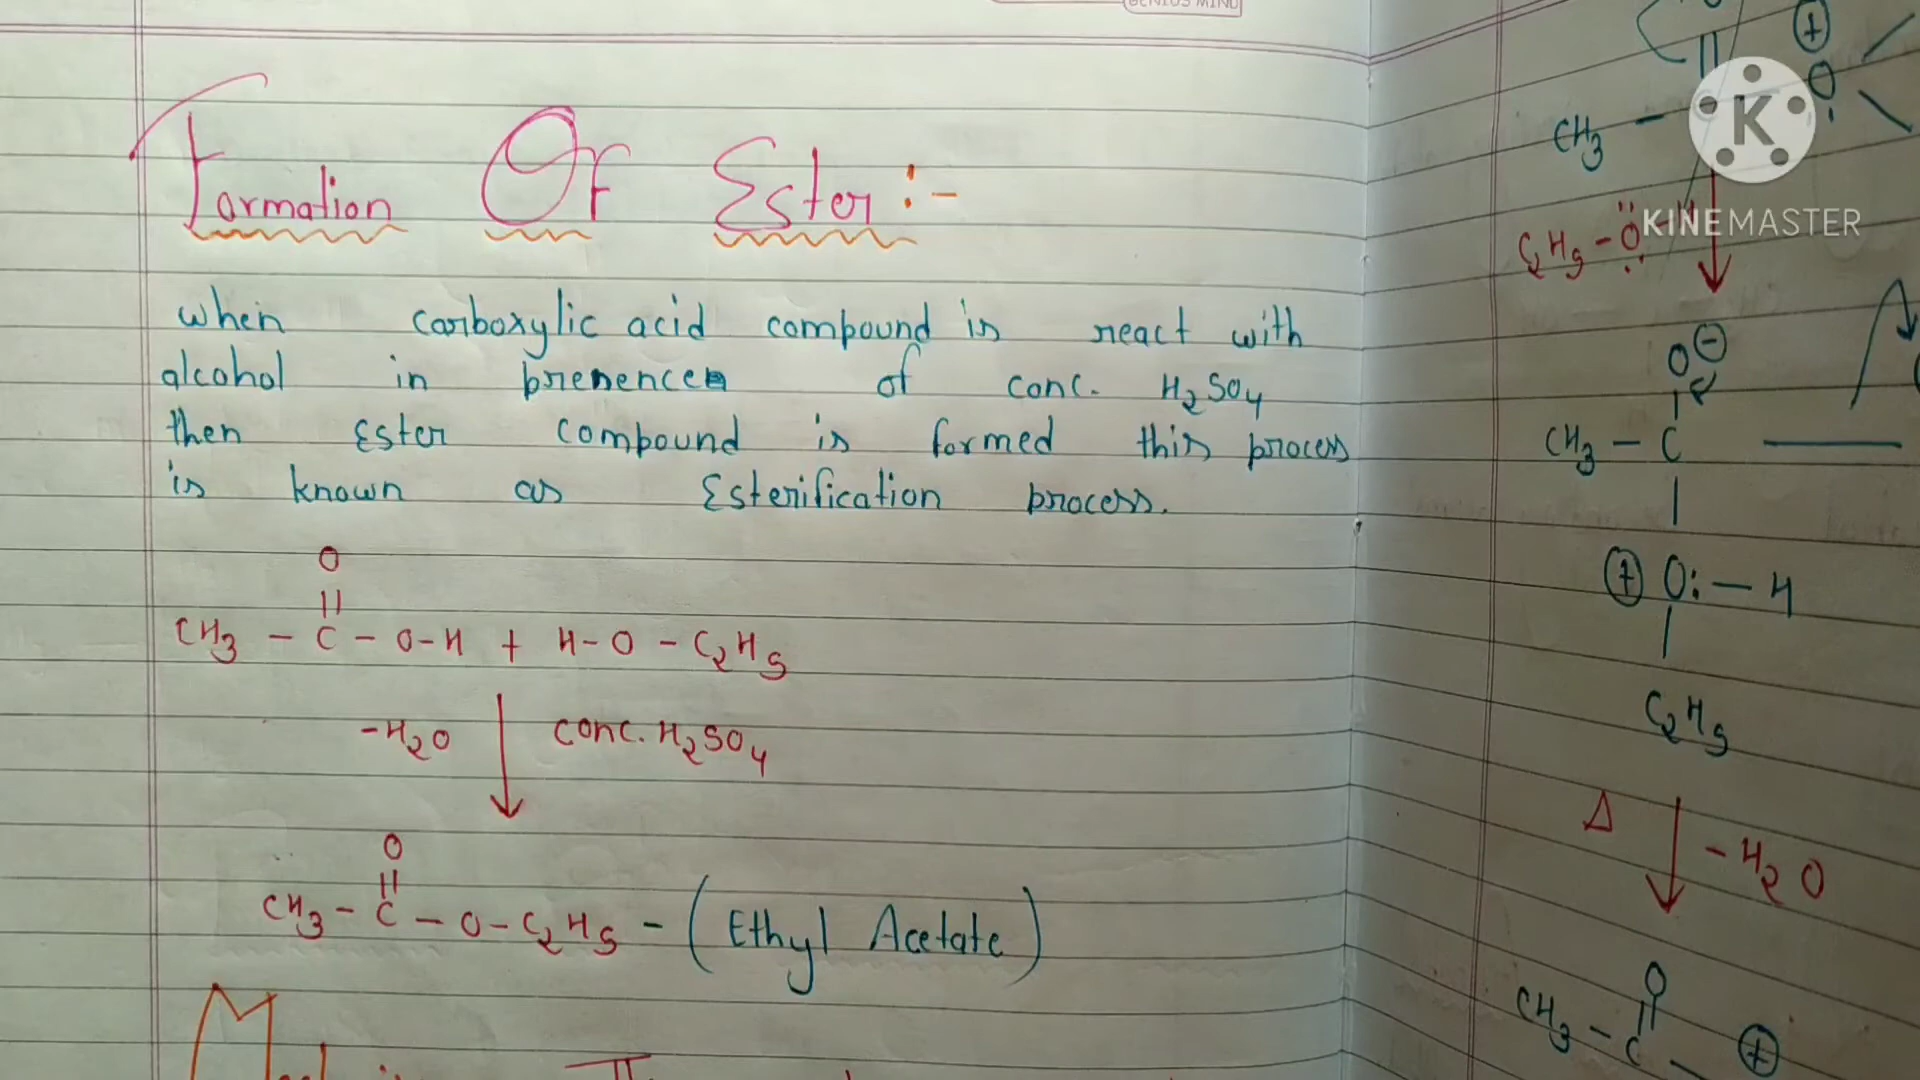 GENIUS MIND
Formation Of Ester :-
when carboxylic acid compound is react with
alcohol in presence of conc. H₂SO₄
then Ester compound is formed this process
is known as Esterification process.
O
||
CH₃ - C - O-H + H-O - C₂H₅
-H₂O conc. H₂SO₄
O
||
CH₃ - C - O - C₂H₅ - (Ethyl Acetate)
||
⊕
CH₃ - O
C₂H₅ - O
K
KINEMASTER
O⊖
|
CH₃ - C
|
⊕ O: - H
|
C₂H₅
Δ -H₂O
O
||
CH₃ - C ⊕